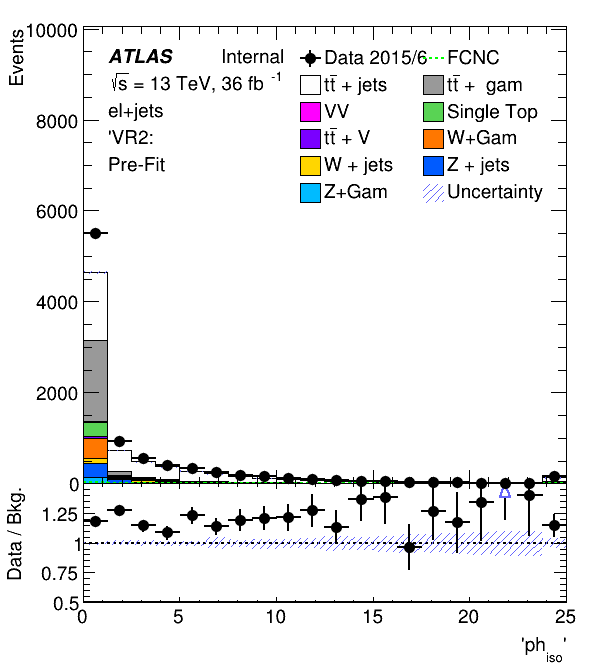 Events
10000
8000
6000
4000
2000
0
ATLAS Internal
√s = 13 TeV, 36 fb -1
el+jets
'VR2:
Pre-Fit
Data 2015/6 FCNC
tt̄ + jets tt̄ + gam
VV Single Top
tt̄ + V W+Gam
W + jets Z + jets
Z+Gam Uncertainty
Data / Bkg.
1.25
1
0.75
0.5
0 5 10 15 20 25
'ph_iso'